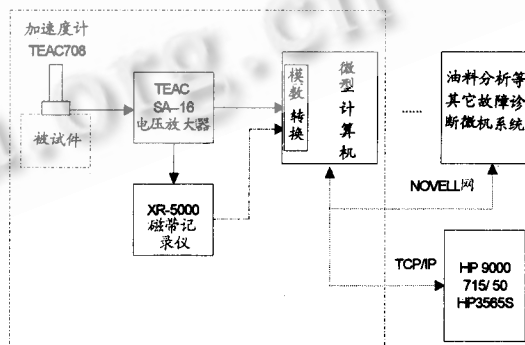 加速度计
TEAC708
被试件
TEAC
SA-16
电压放大器
XR-5000
磁带记
录仪
模数
转换
微
型
计
算
机
……
油料分析等
其它故障诊
断微机系统
NOVELL网
TCP/IP
HP 9000
715/50
HP3565S